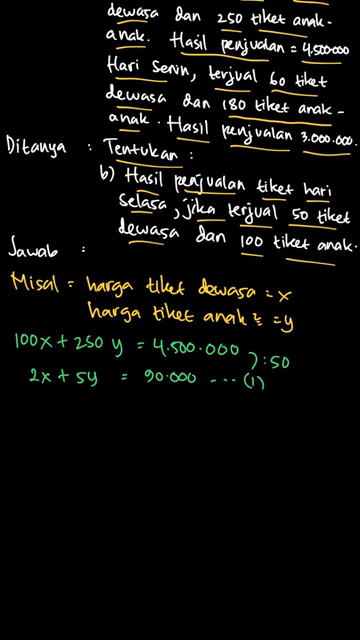 dewasa dan 250 tiket anak-
anak. Hasil penjualan = 4.500.000
Hari Senin, terjual 60 tiket
dewasa dan 180 tiket anak-
anak. Hasil penjualan 3.000.000.
Ditanya : Tentukan :
b) Hasil penjualan tiket hari
selasa, jika terjual 50 tiket
dewasa dan 100 tiket anak.
Jawab :
Misal = harga tiket dewasa = x
harga tiket anak² = y
100x + 250 y = 4.500.000
) : 50
2x + 5y = 90.000 ... (1)